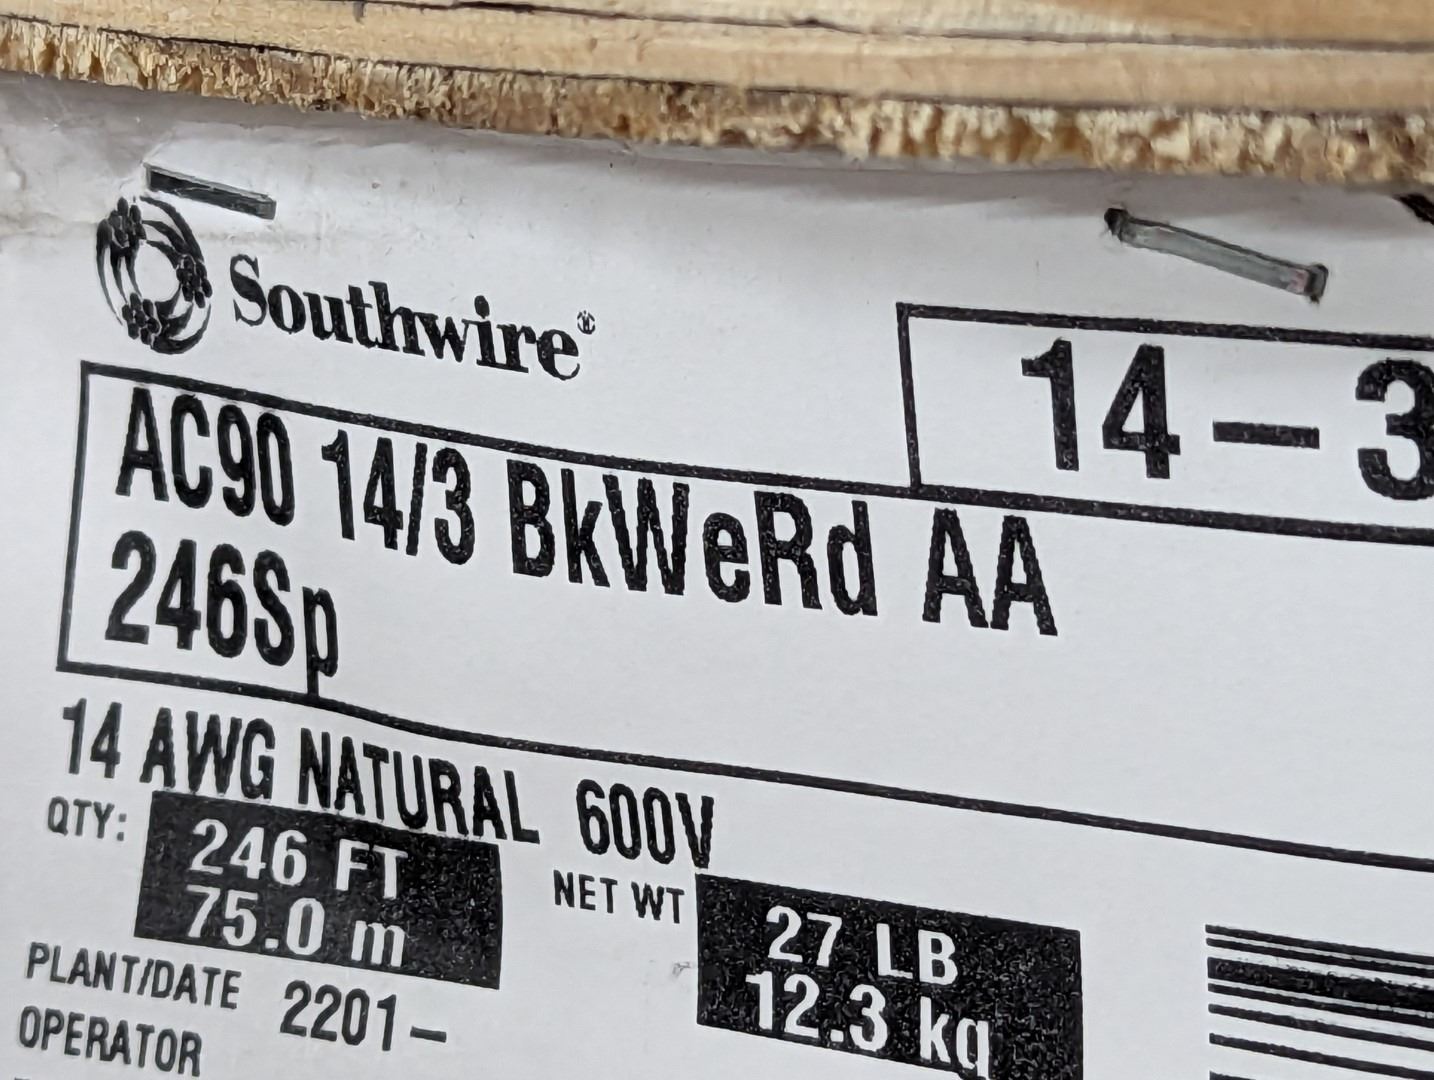 Southwire®
14-3
AC90 14/3 BkWeRd AA
246Sp
14 AWG NATURAL 600V
QTY: 246 FT
75.0 m
NET WT 27 LB
12.3 kg
PLANT/DATE 2201-
OPERATOR